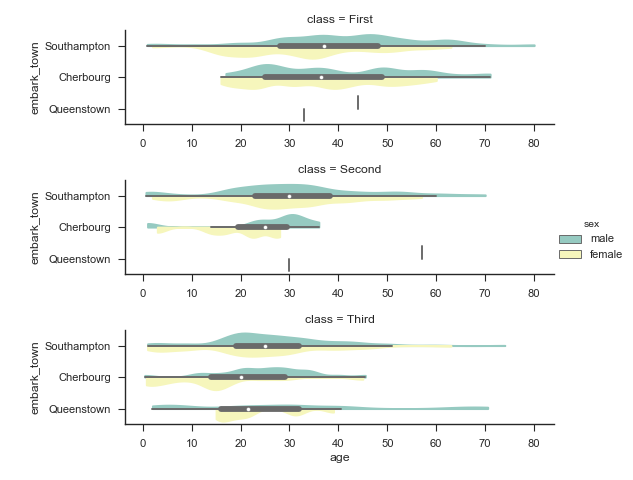 class = First
embark_town
Southampton
Cherbourg
Queenstown
0 10 20 30 40 50 60 70 80
class = Second
embark_town
Southampton
Cherbourg
Queenstown
0 10 20 30 40 50 60 70 80
sex
male
female
class = Third
embark_town
Southampton
Cherbourg
Queenstown
0 10 20 30 40 50 60 70 80
age